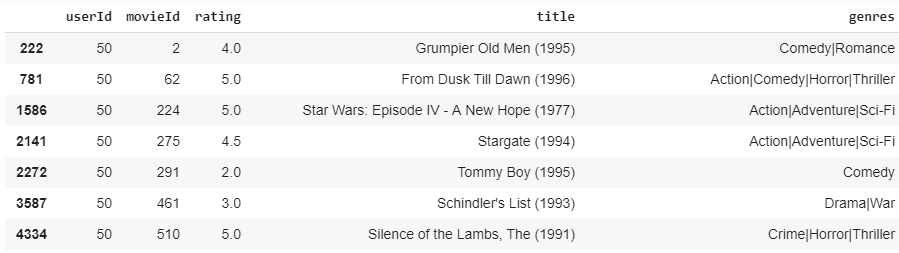 userId movieId rating title genres
222 50 2 4.0 Grumpier Old Men (1995) Comedy|Romance
781 50 62 5.0 From Dusk Till Dawn (1996) Action|Comedy|Horror|Thriller
1586 50 224 5.0 Star Wars: Episode IV - A New Hope (1977) Action|Adventure|Sci-Fi
2141 50 275 4.5 Stargate (1994) Action|Adventure|Sci-Fi
2272 50 291 2.0 Tommy Boy (1995) Comedy
3587 50 461 3.0 Schindler's List (1993) Drama|War
4334 50 510 5.0 Silence of the Lambs, The (1991) Crime|Horror|Thriller